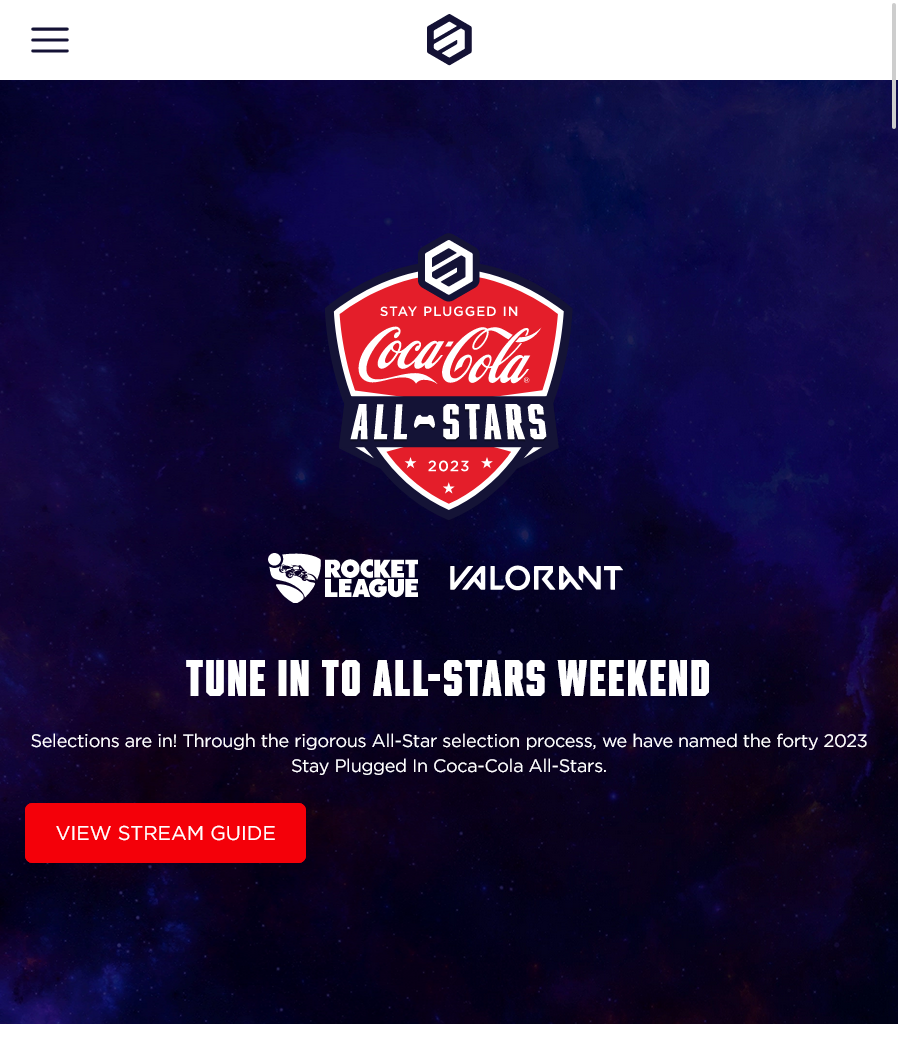 STAY PLUGGED IN
Coca-Cola
ALL STARS
2023
ROCKET
LEAGUE
VALORANT
TUNE IN TO ALL-STARS WEEKEND
Selections are in! Through the rigorous All-Star selection process, we have named the forty 2023
Stay Plugged In Coca-Cola All-Stars.
VIEW STREAM GUIDE